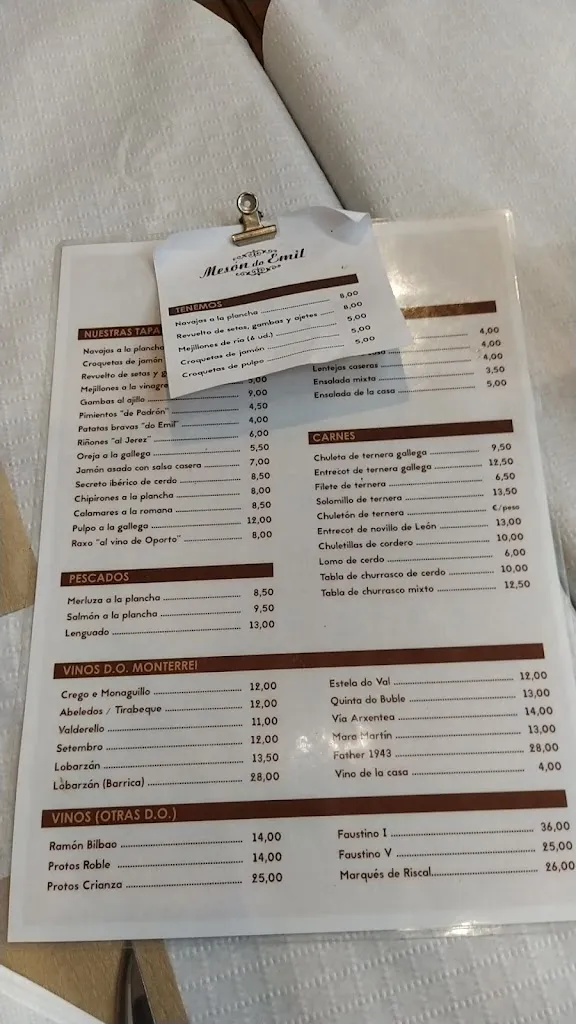 Mesón do Emil
TENEMOS
Navajas a la plancha 8,00
Revuelto de setas, gambas y ajetes 8,00
Mejillones de ría (6 ud.) 5,00
Croquetas de jamón 5,00
Croquetas de pulpo 5,00
NUESTRAS TAPA
Navajas a la plancha
Croquetas de jamón
Revuelto de setas y g
Mejillones a la vinagre 5,00
Gambas al ajillo 9,00
Pimientos "de Padrón" 4,50
Patatas bravas "do Emil" 4,00
Riñones "al Jerez" 6,00
Oreja a la gallega 5,50
Jamón asado con salsa casera 7,00
Secreto ibérico de cerdo 8,50
Chipirones a la plancha 8,00
Calamares a la romana 8,50
Pulpo a la gallega 12,00
Raxo "al vino de Oporto" 8,00
4,00
4,00
4,00
Lentejas caseras 3,50
Ensalada mixta
Ensalada de la casa 5,00
CARNES
Chuleta de ternera gallega 9,50
Entrecot de ternera gallega 12,50
Filete de ternera 6,50
Solomillo de ternera 13,50
Chuletón de ternera €/peso
Entrecot de novillo de León 13,00
Chuletillas de cordero 10,00
Lomo de cerdo 6,00
Tabla de churrasco de cerdo 10,00
Tabla de churrasco mixto 12,50
PESCADOS
Merluza a la plancha 8,50
Salmón a la plancha 9,50
Lenguado 13,00
VINOS D.O. MONTERREI
Crego e Monaguillo 12,00
Abeledos / Tirabeque 12,00
Valderello 11,00
Setembro 12,00
Lobarzán 13,50
Lobarzán (Barrica) 28,00
Estela do Val 12,00
Quinta do Buble 13,00
Vía Arxentea 14,00
Mara Martín 13,00
Father 1943 28,00
Vino de la casa 4,00
VINOS (OTRAS D.O.)
Ramón Bilbao 14,00
Protos Roble 14,00
Protos Crianza 25,00
Faustino I 36,00
Faustino V 25,00
Marqués de Riscal 26,00